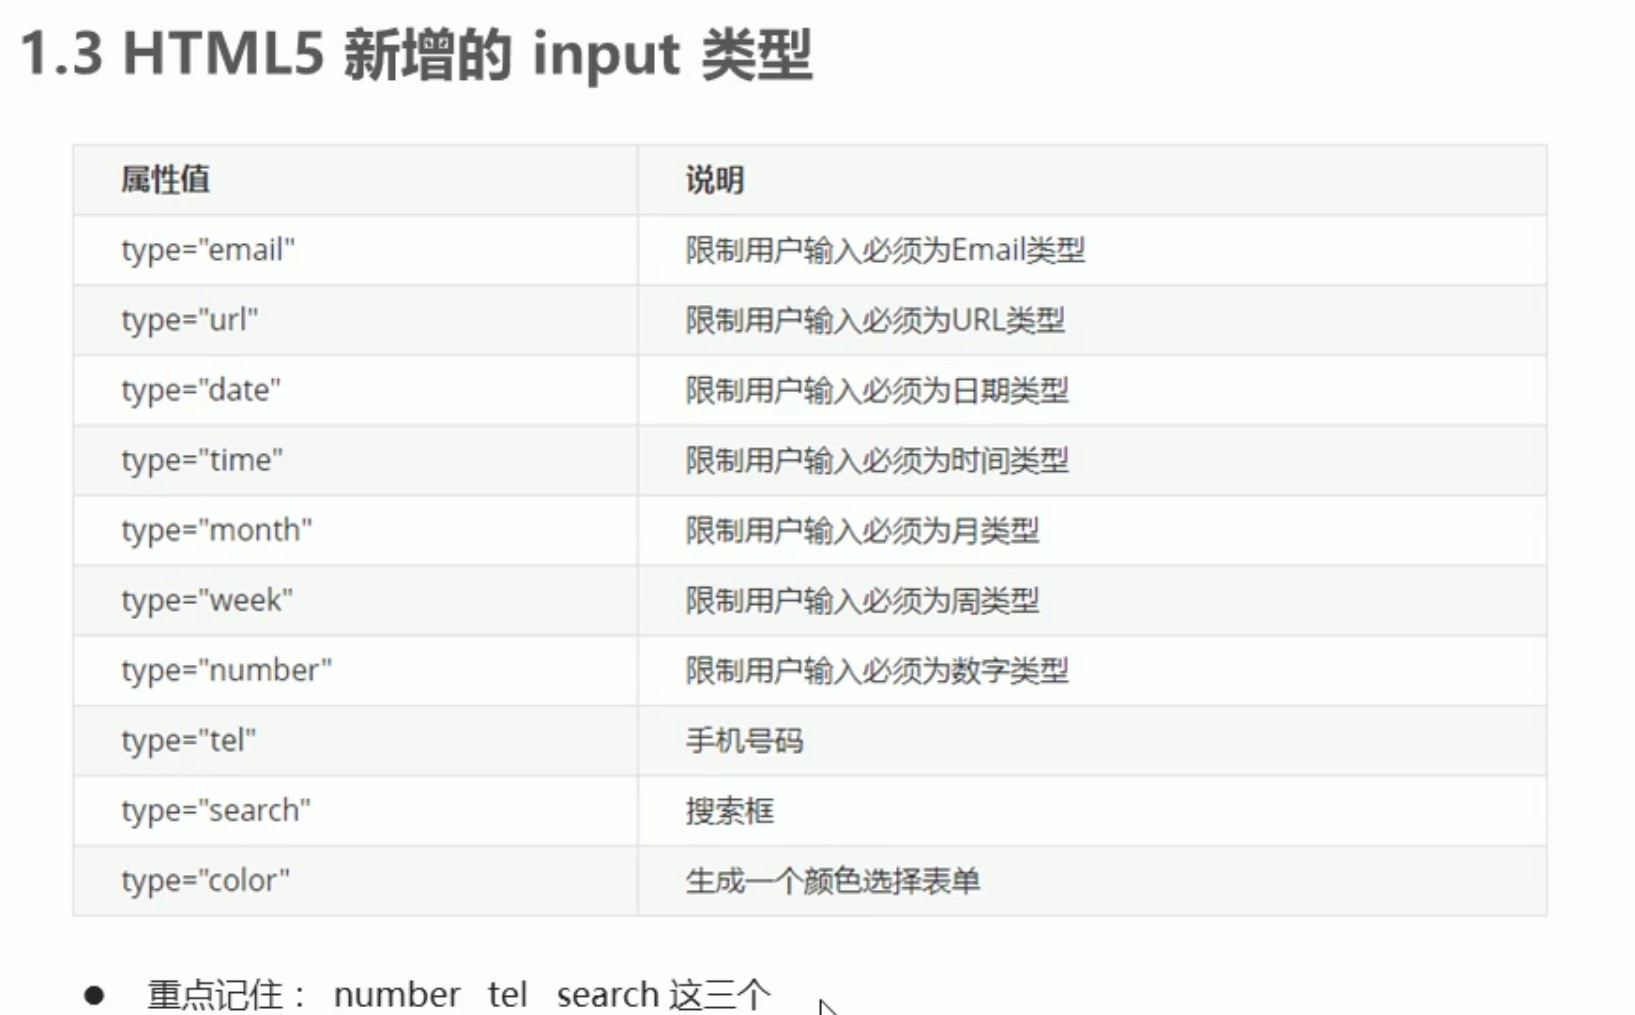 1.3 HTML5 新增的 input 类型
属性值 说明
type="email" 限制用户输入必须为Email类型
type="url" 限制用户输入必须为URL类型
type="date" 限制用户输入必须为日期类型
type="time" 限制用户输入必须为时间类型
type="month" 限制用户输入必须为月类型
type="week" 限制用户输入必须为周类型
type="number" 限制用户输入必须为数字类型
type="tel" 手机号码
type="search" 搜索框
type="color" 生成一个颜色选择表单
● 重点记住： number tel search 这三个